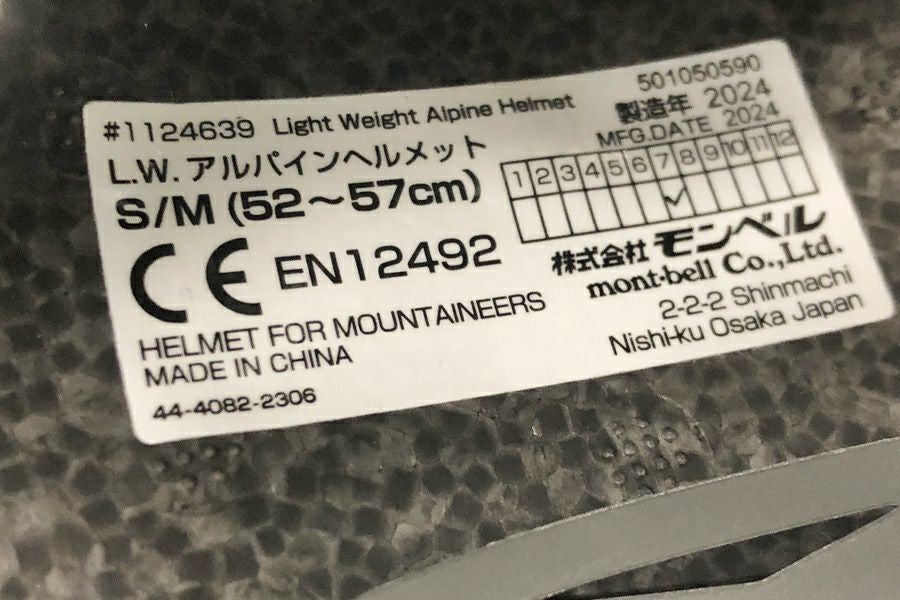 #1124639 Light Weight Alpine Helmet
L.W. アルパインヘルメット
S/M (52～57cm)
CE EN12492
HELMET FOR MOUNTAINEERS
MADE IN CHINA
44-4082-2306
501050590
製造年 2024
MFG.DATE 2024
1 2 3 4 5 6 7 8 9 10 11 12
✓
株式会社 モンベル
mont-bell Co.,Ltd.
2-2-2 Shinmachi
Nishi-ku Osaka Japan